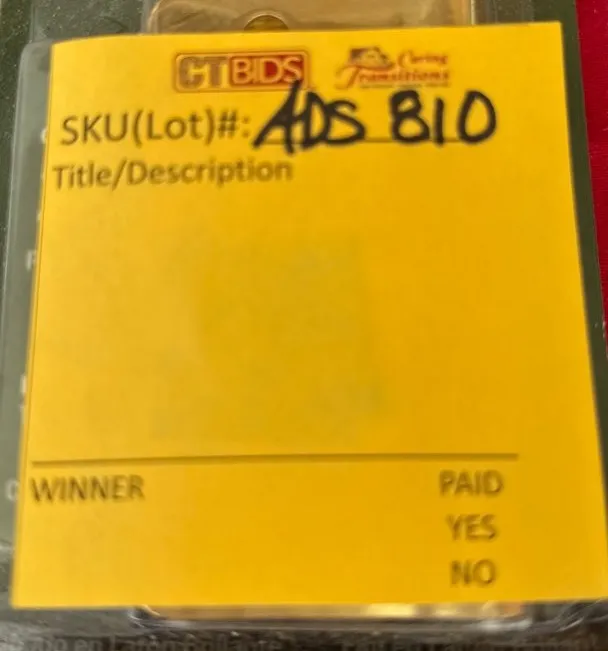 CTBIDS Caring Transitions
SKU(Lot)#: ADS 810
Title/Description
WINNER PAID
YES
NO